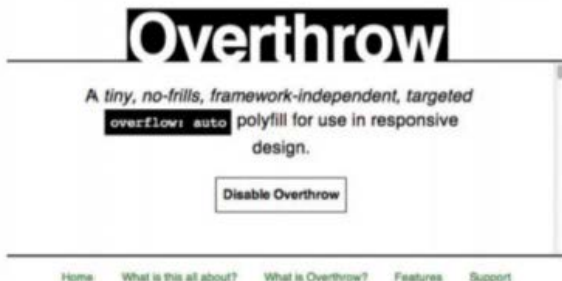 Overthrow
A tiny, no-frills, framework-independent, targeted
overflow: auto polyfill for use in responsive
design.
Disable Overthrow
Home What is this all about? What is Overthrow? Features Support